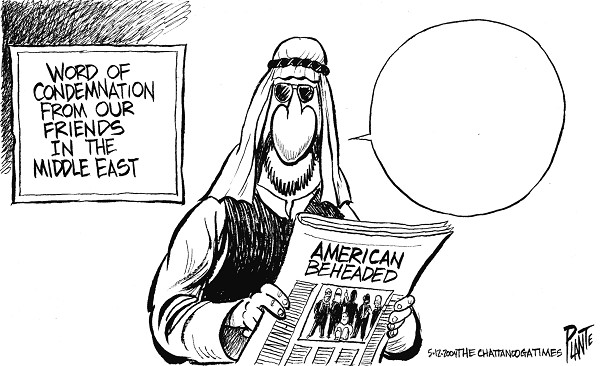 WORD OF
CONDEMNATION
FROM OUR
FRIENDS
IN THE
MIDDLE EAST
AMERICAN
BEHEADED
PLANTE
5-12-2004 THE CHATTANOOGA TIMES